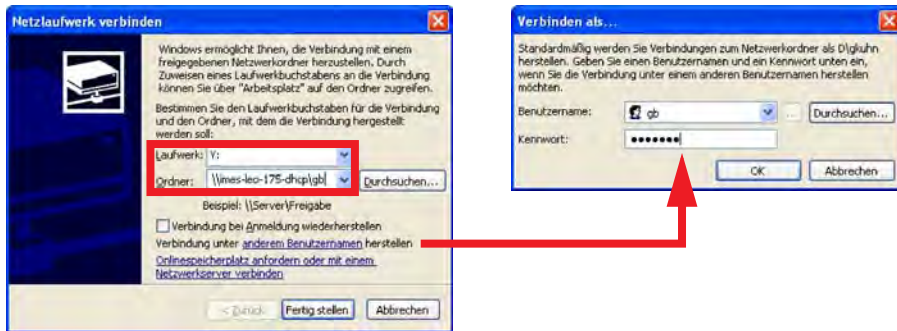 Netzlaufwerk verbinden
Windows ermöglicht Ihnen, die Verbindung mit einem
freigegebenen Netzwerkordner herzustellen. Durch
Zuweisen eines Laufwerkbuchstabens an die Verbindung
können Sie über "Arbeitsplatz" auf den Ordner zugreifen.
Bestimmen Sie den Laufwerkbuchstaben für die Verbindung
und den Ordner, mit dem die Verbindung hergestellt
werden soll:
Laufwerk: Y:
Ordner: \\imes-leo-175-dhcp\gb Durchsuchen...
Beispiel: \\Server\Freigabe
Verbindung bei Anmeldung wiederherstellen
Verbindung unter anderem Benutzernamen herstellen
Onlinespeicherplatz anfordern oder mit einem
Netzwerkserver verbinden
< Zurück Fertig stellen Abbrechen
Verbinden als...
Standardmäßig werden Sie Verbindungen zum Netzwerkordner als D\gkuhn
herstellen. Geben Sie einen Benutzernamen und ein Kennwort unten ein,
wenn Sie die Verbindung unter einem anderen Benutzernamen herstellen
möchten.
Benutzername: gb ... Durchsuchen...
Kennwort: •••••••
OK Abbrechen